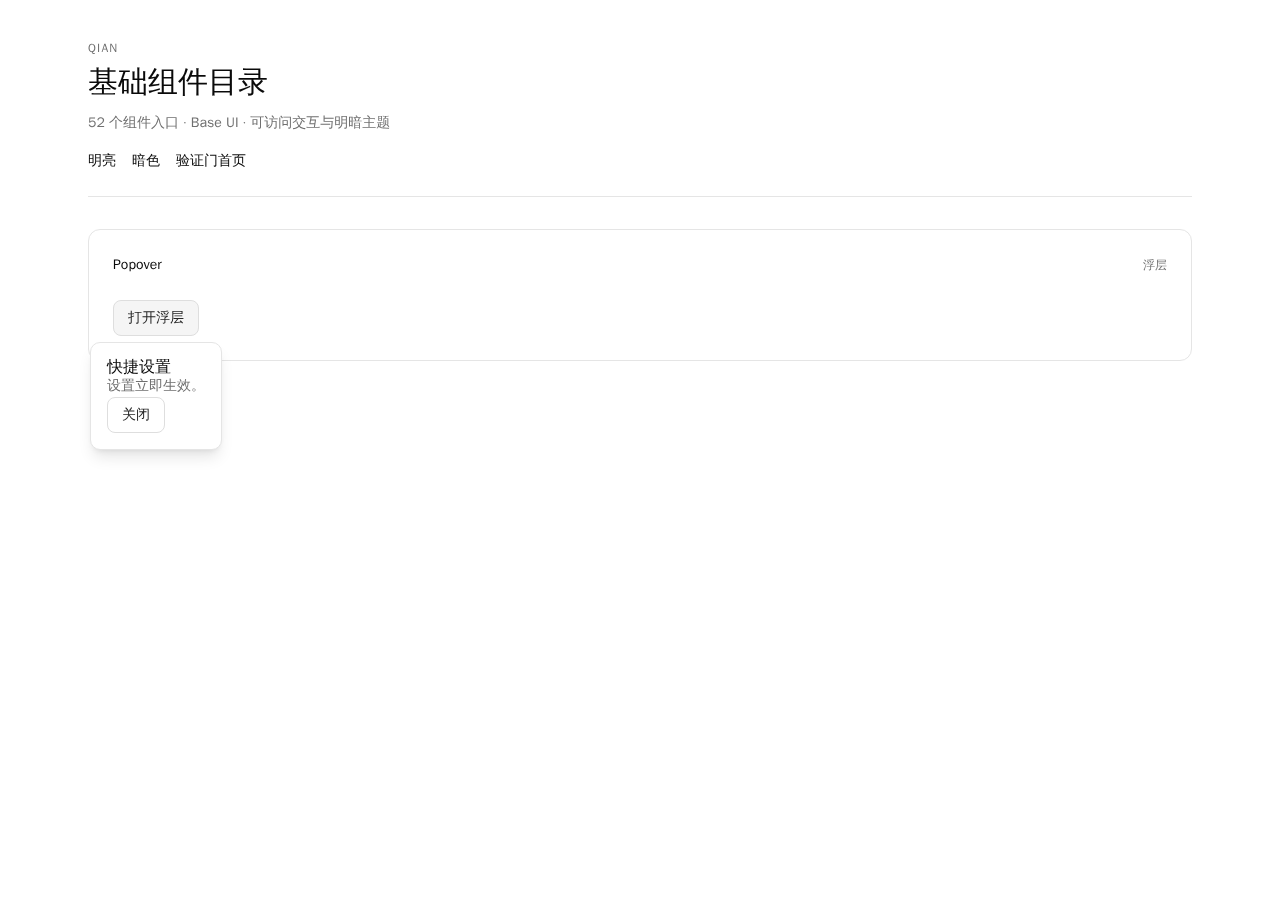 QIAN
基础组件目录
52 个组件入口 · Base UI · 可访问交互与明暗主题
明亮 暗色 验证门首页
Popover 浮层
打开浮层
快捷设置
设置立即生效。
关闭